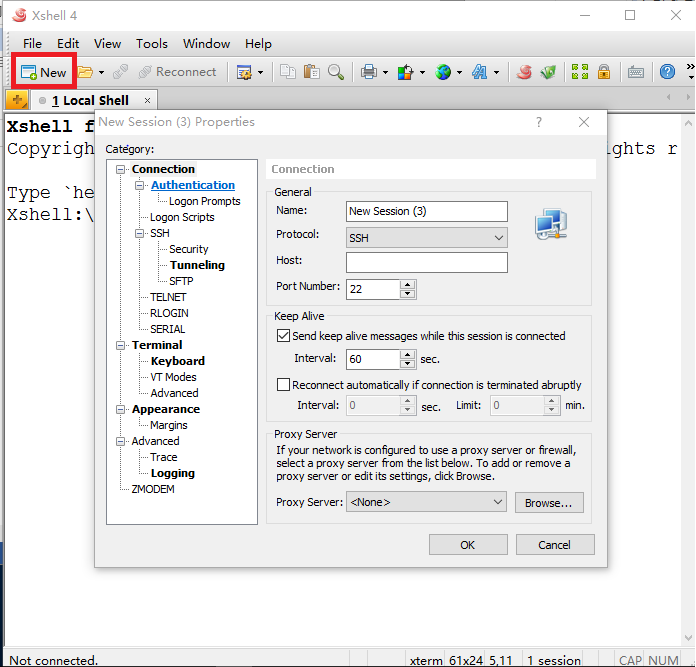 Xshell 4
File Edit View Tools Window Help
New Reconnect
1 Local Shell
Xshell f
Copyrigh ights r
Type `he
Xshell:\
New Session (3) Properties
Category:
Connection
Authentication
Logon Prompts
Logon Scripts
SSH
Security
Tunneling
SFTP
TELNET
RLOGIN
SERIAL
Terminal
Keyboard
VT Modes
Advanced
Appearance
Margins
Advanced
Trace
Logging
ZMODEM
Connection
General
Name: New Session (3)
Protocol: SSH
Host:
Port Number: 22
Keep Alive
Send keep alive messages while this session is connected
Interval: 60 sec.
Reconnect automatically if connection is terminated abruptly
Interval: 0 sec. Limit: 0 min.
Proxy Server
If your network is configured to use a proxy server or firewall,
select a proxy server from the list below. To add or remove a
proxy server or edit its settings, click Browse.
Proxy Server: <None> Browse...
OK Cancel
Not connected. xterm 61x24 5,11 1 session CAP NUM